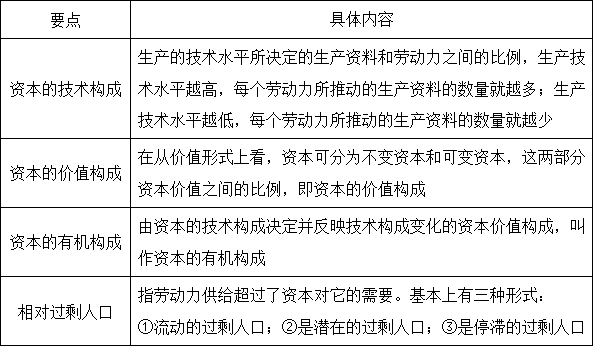 要点 具体内容
资本的技术构成
生产的技术水平所决定的生产资料和劳动力之间的比例，生产技
术水平越高，每个劳动力所推动的生产资料的数量就越多；生产
技术水平越低，每个劳动力所推动的生产资料的数量就越少
资本的价值构成
在从价值形式上看，资本可分为不变资本和可变资本，这两部分
资本价值之间的比例，即资本的价值构成
资本的有机构成
由资本的技术构成决定并反映技术构成变化的资本价值构成，叫
作资本的有机构成
相对过剩人口
指劳动力供给超过了资本对它的需要。基本上有三种形式：
①流动的过剩人口；②是潜在的过剩人口；③是停滞的过剩人口